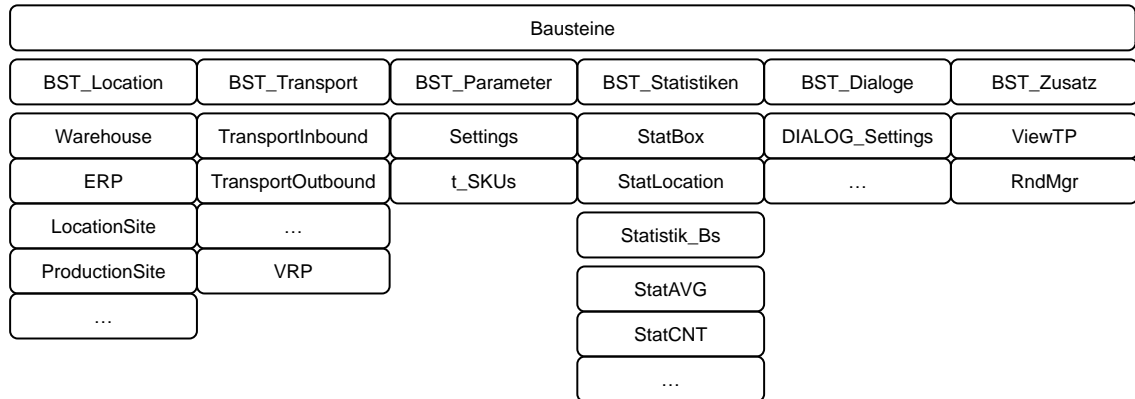 Bausteine
BST_Location BST_Transport BST_Parameter BST_Statistiken BST_Dialoge BST_Zusatz
Warehouse TransportInbound Settings StatBox DIALOG_Settings ViewTP
ERP TransportOutbound t_SKUs StatLocation … RndMgr
LocationSite … Statistik_Bs
ProductionSite VRP StatAVG
… StatCNT
…